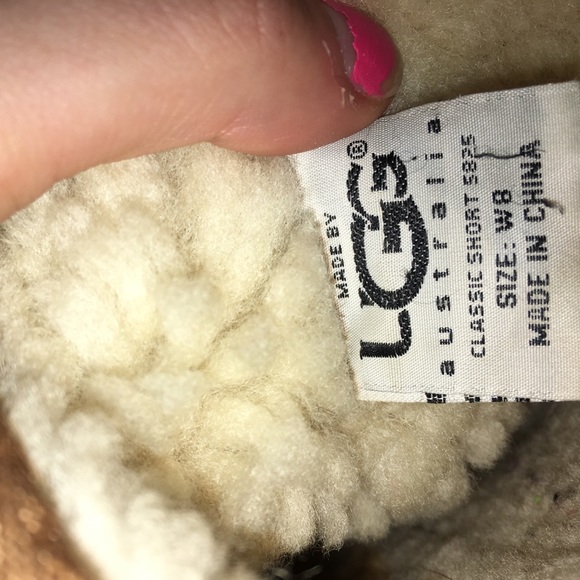 MADE BY
UGG®
australia
CLASSIC SHORT 5825
SIZE: W8
MADE IN CHINA